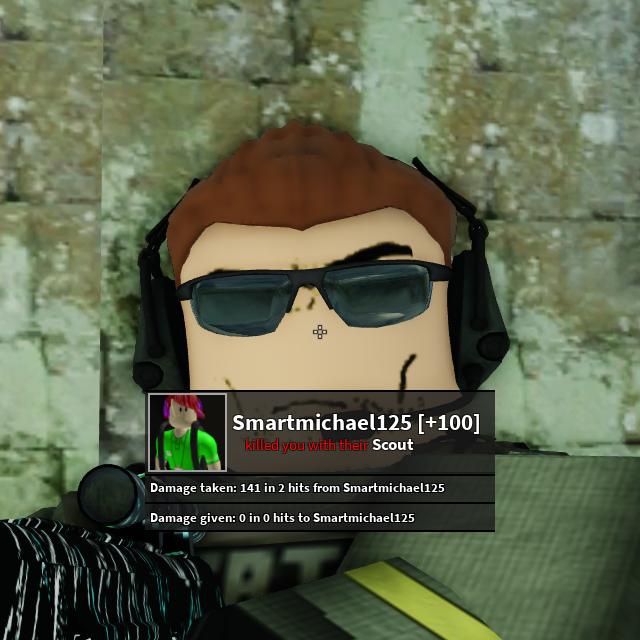 Smartmichael125 [+100]
killed you with their Scout
Damage taken: 141 in 2 hits from Smartmichael125
Damage given: 0 in 0 hits to Smartmichael125